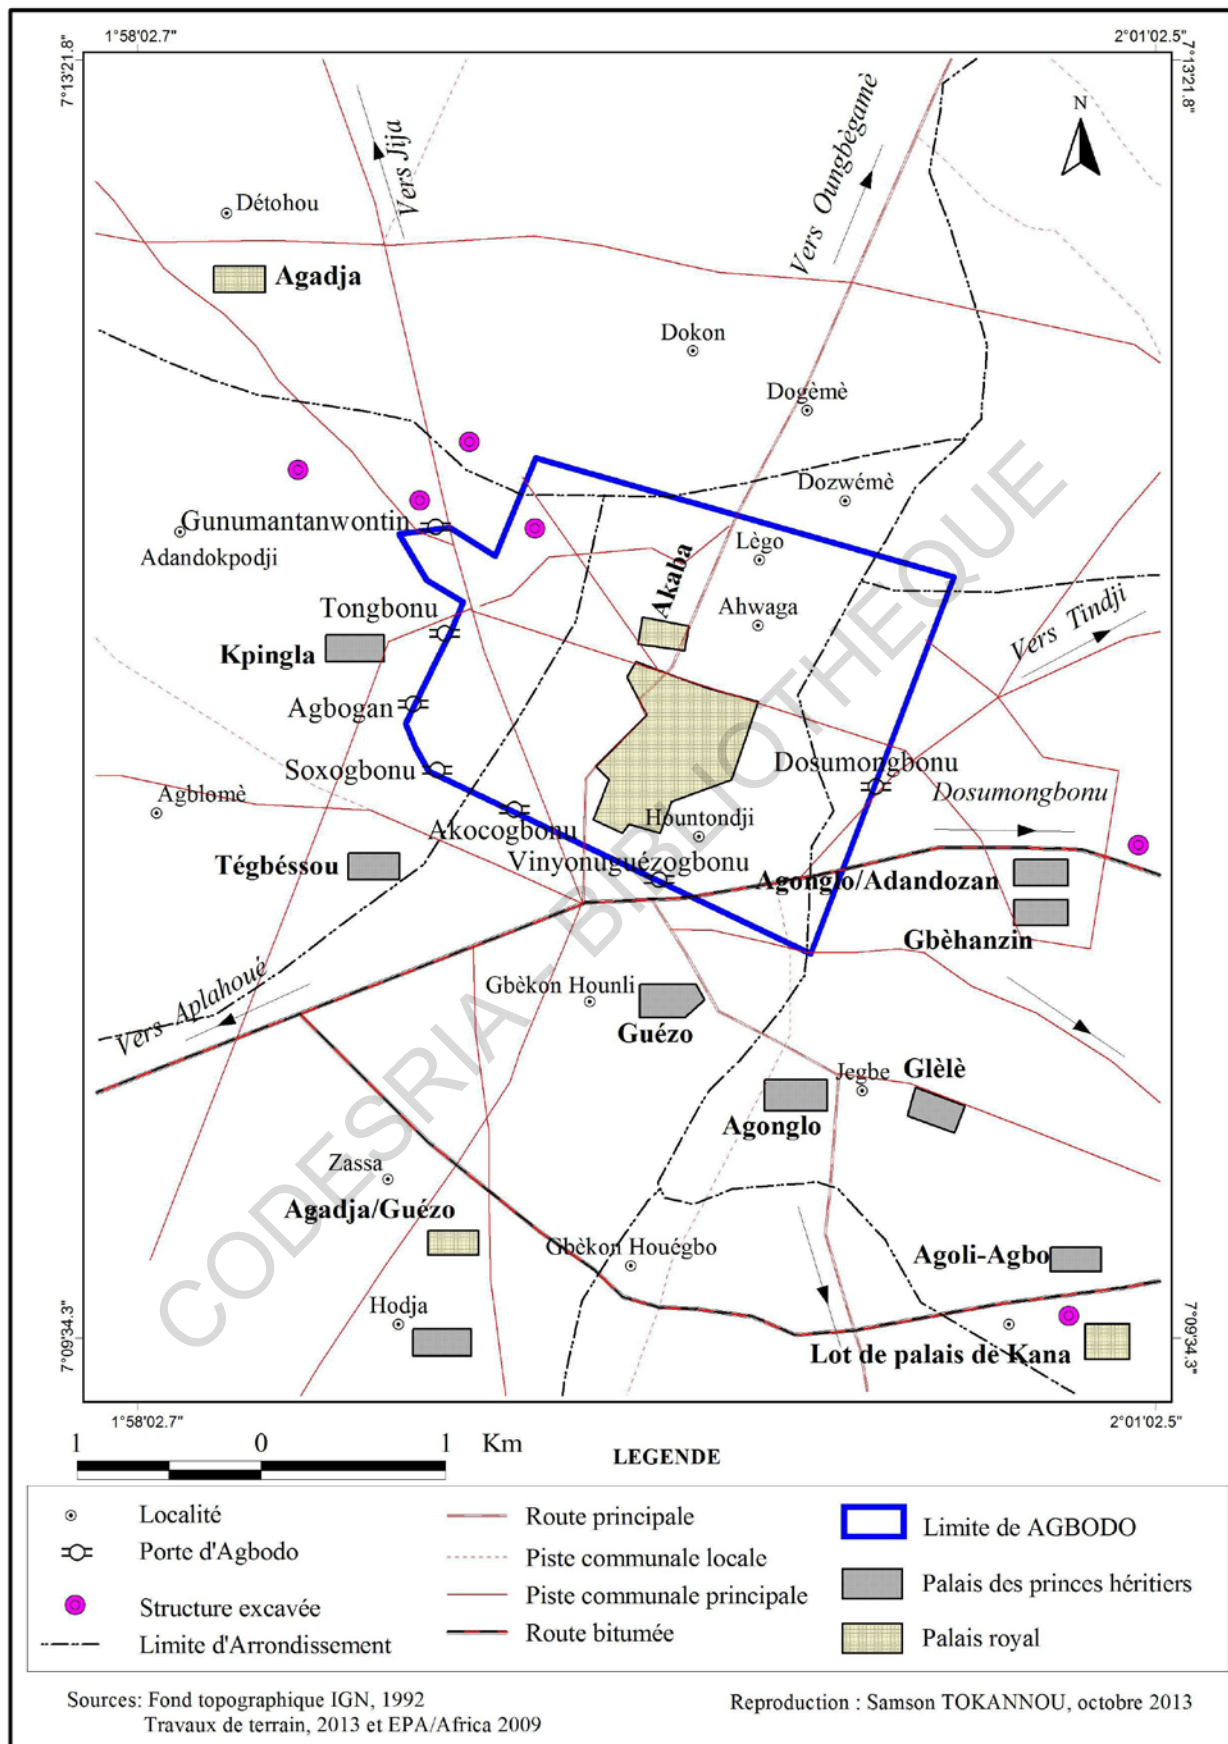 1°58'02.7"
2°01'02.5"
7°13'21.8"
7°13'21.8"
N
Vers Jija
Vers Oungbègamè
Détohou
Agadja
Dokon
Dogèmè
Dozwémè
Gunumantanwontin
Adandokpodji
Lègo
Akaba
Ahwaga
Tongbonu
Vers Tindji
Kpingla
Agbogan
Soxogbonu
Dosumongbonu
Dosumongbonu
Agblomè
Akocogbonu
Hountondji
Tégbéssou
Vinyonuguézogbonu
Agonglo/Adandozan
Gbèhanzin
Vers Aplahoué
Gbèkon Hounli
Guézo
Jegbe
Glèlè
Agonglo
Zassa
Agadja/Guézo
Gbèkon Houégbo
Agoli-Agbo
Hodja
Lot de palais de Kana
7°09'34.3"
7°09'34.3"
1°58'02.7"
2°01'02.5"
CODESRIA - BIBLIOTHEQUE
1 0 1 Km
LEGENDE
Localité
Porte d'Agbodo
Structure excavée
Limite d'Arrondissement
Route principale
Piste communale locale
Piste communale principale
Route bitumée
Limite de AGBODO
Palais des princes héritiers
Palais royal
Sources: Fond topographique IGN, 1992
Travaux de terrain, 2013 et EPA/Africa 2009
Reproduction : Samson TOKANNOU, octobre 2013